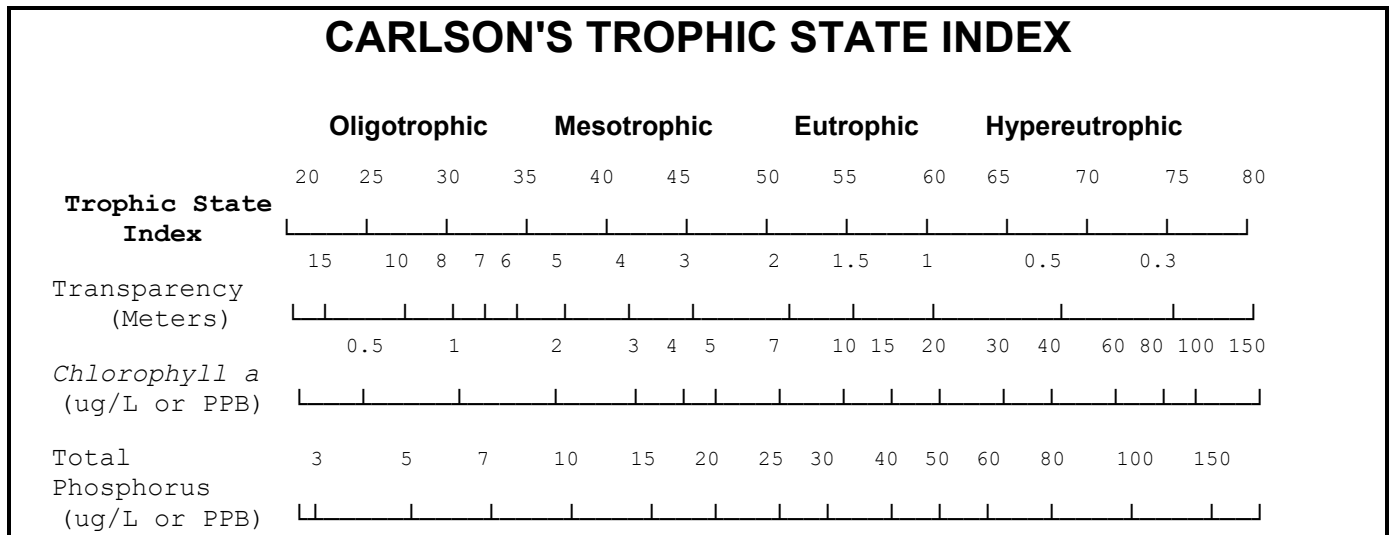 CARLSON'S TROPHIC STATE INDEX
Oligotrophic Mesotrophic Eutrophic Hypereutrophic
20 25 30 35 40 45 50 55 60 65 70 75 80
Trophic State
Index
15 10 8 7 6 5 4 3 2 1.5 1 0.5 0.3
Transparency
(Meters)
0.5 1 2 3 4 5 7 10 15 20 30 40 60 80 100 150
Chlorophyll a
(ug/L or PPB)
Total 3 5 7 10 15 20 25 30 40 50 60 80 100 150
Phosphorus
(ug/L or PPB)